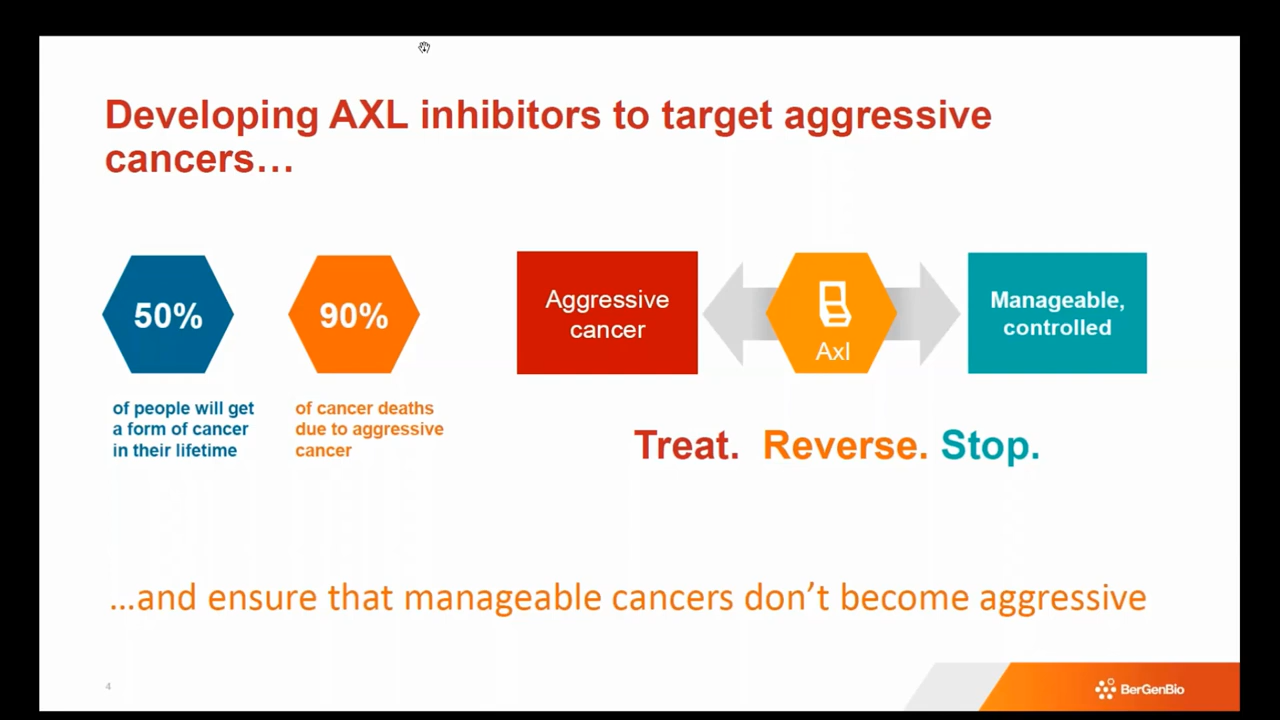 Developing AXL inhibitors to target aggressive
cancers…
50%
of people will get
a form of cancer
in their lifetime
90%
of cancer deaths
due to aggressive
cancer
Aggressive
cancer
Axl
Manageable,
controlled
Treat. Reverse. Stop.
…and ensure that manageable cancers don’t become aggressive
4
BerGenBio